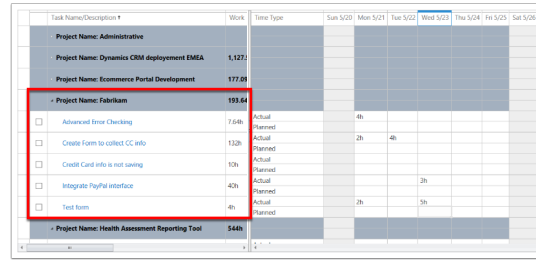 Task Name/Description Work Time Type Sun 5/20 Mon 5/21 Tue 5/22 Wed 5/23 Thu 5/24 Fri 5/25 Sat 5/26
Project Name: Administrative
Project Name: Dynamics CRM deployement EMEA 1,127.5
Project Name: Ecommerce Portal Development 177.09
Project Name: Fabrikam 193.64
Advanced Error Checking 7.64h Actual 4h
Planned
Create Form to collect CC info 132h Actual 2h 4h
Planned
Credit Card info is not saving 10h Actual
Planned
Integrate PayPal interface 40h Actual 3h
Planned
Test form 4h Actual 2h 5h
Planned
Project Name: Health Assessment Reporting Tool 544h